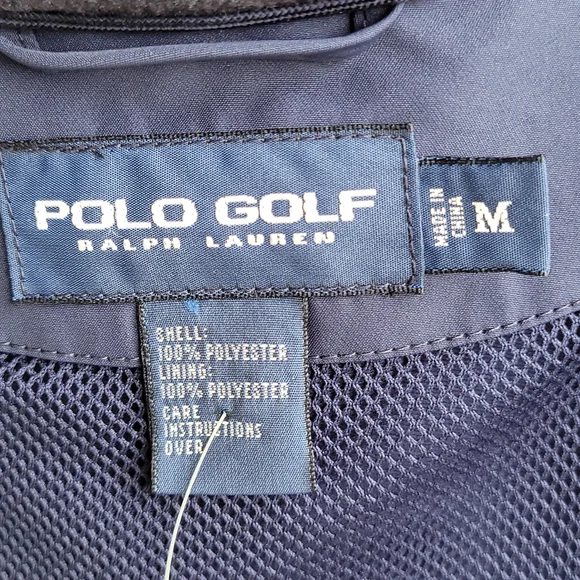 POLO GOLF
RALPH LAUREN
MADE IN
CHINA
M
SHELL:
100% POLYESTER
LINING:
100% POLYESTER
CARE
INSTRUCTIONS
OVER